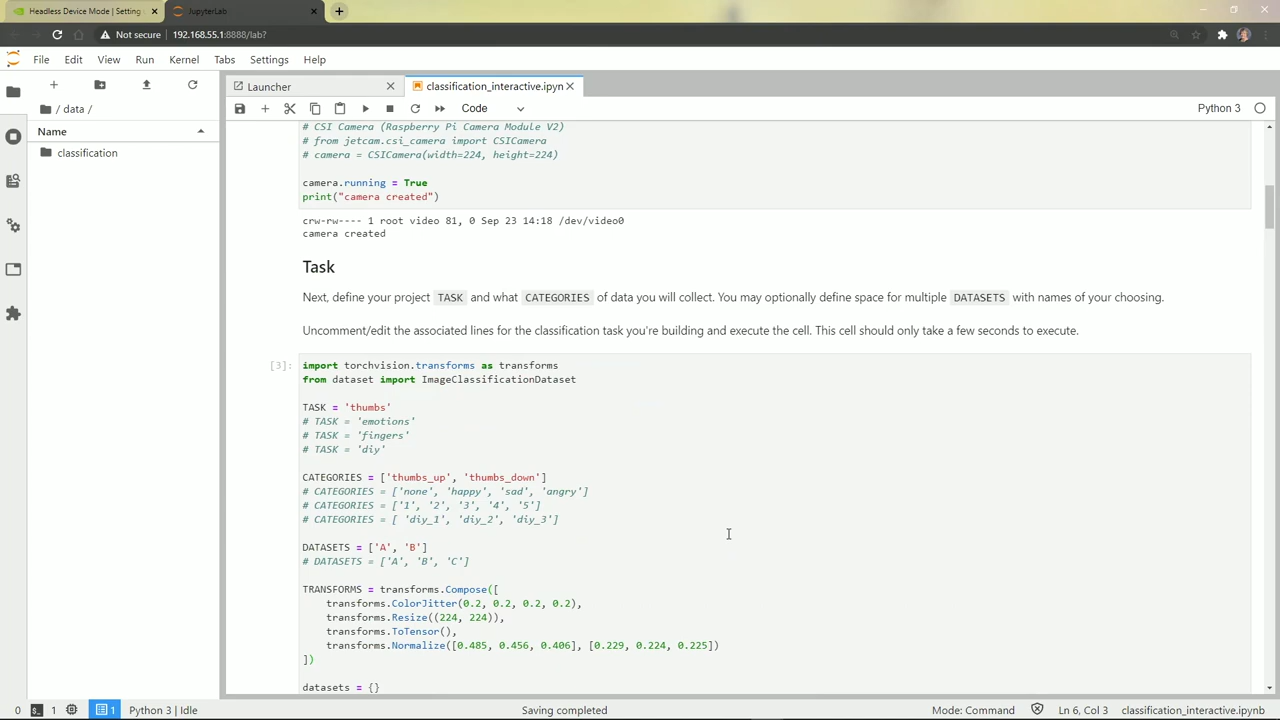 Headless Device Mode | Setting
JupyterLab
Not secure
192.168.55.1:8888/lab?
File Edit View Run Kernel Tabs Settings Help
Launcher
classification_interactive.ipyn
Code
Python 3
/ data /
Name
classification
# CSI Camera (Raspberry Pi Camera Module V2)
# from jetcam.csi_camera import CSICamera
# camera = CSICamera(width=224, height=224)
camera.running = True
print("camera created")
crw-rw---- 1 root video 81, 0 Sep 23 14:18 /dev/video0
camera created
Task
Next, define your project TASK and what CATEGORIES of data you will collect. You may optionally define space for multiple DATASETS with names of your choosing.
Uncomment/edit the associated lines for the classification task you're building and execute the cell. This cell should only take a few seconds to execute.
[3]:
import torchvision.transforms as transforms
from dataset import ImageClassificationDataset
TASK = 'thumbs'
# TASK = 'emotions'
# TASK = 'fingers'
# TASK = 'diy'
CATEGORIES = ['thumbs_up', 'thumbs_down']
# CATEGORIES = ['none', 'happy', 'sad', 'angry']
# CATEGORIES = ['1', '2', '3', '4', '5']
# CATEGORIES = [ 'diy_1', 'diy_2', 'diy_3']
DATASETS = ['A', 'B']
# DATASETS = ['A', 'B', 'C']
TRANSFORMS = transforms.Compose([
transforms.ColorJitter(0.2, 0.2, 0.2, 0.2),
transforms.Resize((224, 224)),
transforms.ToTensor(),
transforms.Normalize([0.485, 0.456, 0.406], [0.229, 0.224, 0.225])
])
datasets = {}
0
1
1
Python 3 | Idle
Saving completed
Mode: Command
Ln 6, Col 3
classification_interactive.ipynb